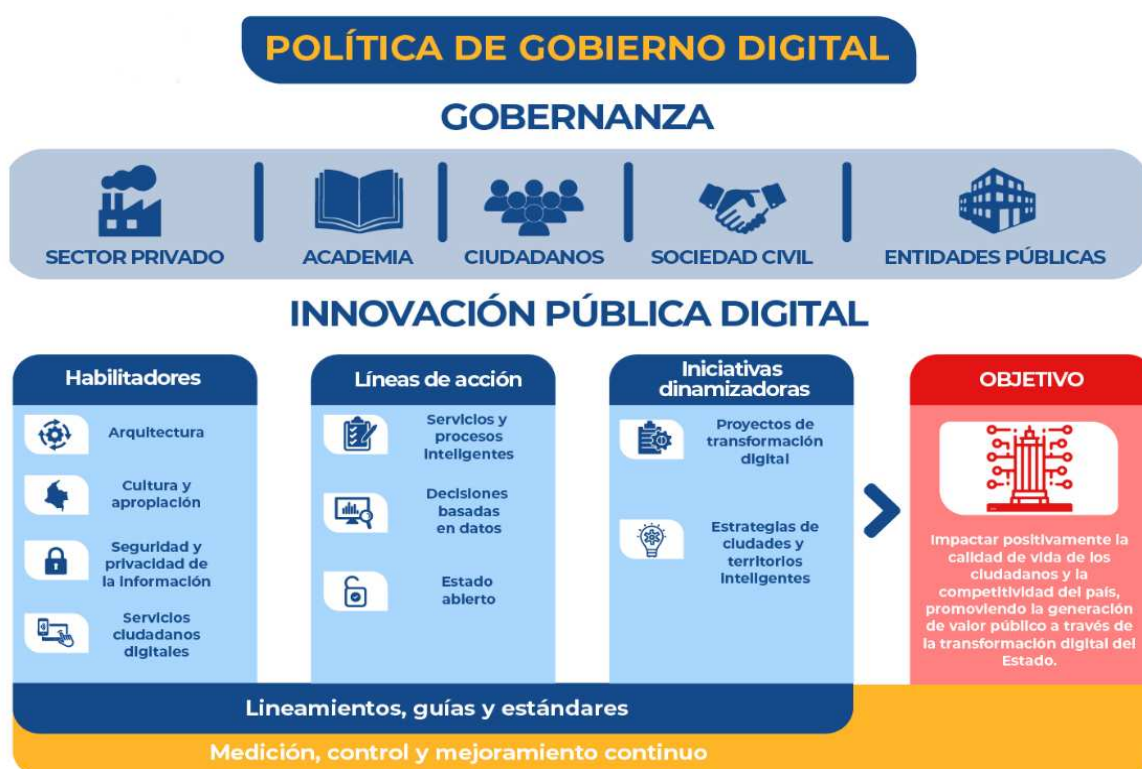 POLÍTICA DE GOBIERNO DIGITAL
GOBERNANZA
SECTOR PRIVADO
ACADEMIA
CIUDADANOS
SOCIEDAD CIVIL
ENTIDADES PÚBLICAS
INNOVACIÓN PÚBLICA DIGITAL
Habilitadores
Arquitectura
Cultura y
apropiación
Seguridad y
privacidad de
la información
Servicios
ciudadanos
digitales
Líneas de acción
Servicios y
procesos
inteligentes
Decisiones
basadas
en datos
Estado
abierto
Iniciativas
dinamizadoras
Proyectos de
transformación
digital
Estrategias de
ciudades y
territorios
inteligentes
OBJETIVO
Impactar positivamente la
calidad de vida de los
ciudadanos y la
competitividad del país,
promoviendo la generación
de valor público a través de
la transformación digital del
Estado.
Lineamientos, guías y estándares
Medición, control y mejoramiento continuo